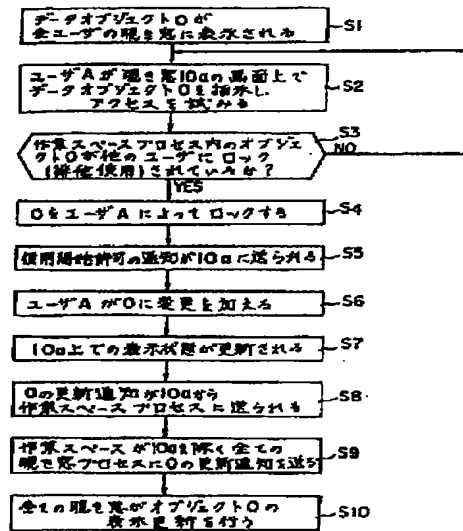 データオブジェクトOが
全ユーザの覗き窓に表示される
S1
ユーザAが覗き窓10aの画面上で
データオブジェクトOを指示し
アクセスを試みる
S2
作業スペースプロセス内のオブジェ
クトOが他のユーザにロック
(排他使用)されているか?
S3
NO
YES
OをユーザAによってロックする
S4
使用開始許可の通知が10aに送られる
S5
ユーザAがOに変更を加える
S6
10a上での表示状態が更新される
S7
Oの更新通知が10aから
作業スペースプロセスに送られる
S8
作業スペースが10aを除く全ての
覗き窓プロセスにOの更新通知を送る
S9
全ての覗き窓がオブジェクトOの
表示更新を行う
S10